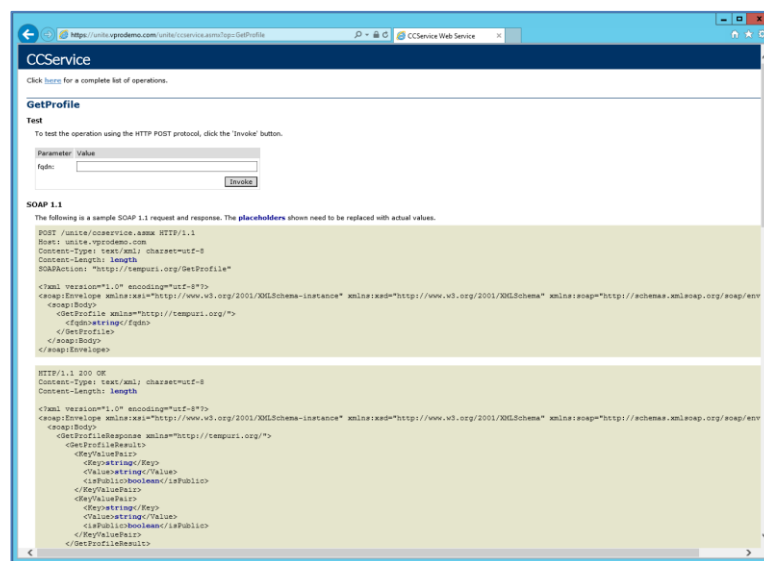 https://unite.vprodemo.com/unite/ccservice.asmx?op=GetProfile
CCService Web Service
CCService
Click here for a complete list of operations.
GetProfile
Test
To test the operation using the HTTP POST protocol, click the 'Invoke' button.
Parameter Value
fqdn:
Invoke
SOAP 1.1
The following is a sample SOAP 1.1 request and response. The placeholders shown need to be replaced with actual values.
POST /unite/ccservice.asmx HTTP/1.1
Host: unite.vprodemo.com
Content-Type: text/xml; charset=utf-8
Content-Length: length
SOAPAction: "http://tempuri.org/GetProfile"
<?xml version="1.0" encoding="utf-8"?>
<soap:Envelope xmlns:xsi="http://www.w3.org/2001/XMLSchema-instance" xmlns:xsd="http://www.w3.org/2001/XMLSchema" xmlns:soap="http://schemas.xmlsoap.org/soap/env
<soap:Body>
<GetProfile xmlns="http://tempuri.org/">
<fqdn>string</fqdn>
</GetProfile>
</soap:Body>
</soap:Envelope>
HTTP/1.1 200 OK
Content-Type: text/xml; charset=utf-8
Content-Length: length
<?xml version="1.0" encoding="utf-8"?>
<soap:Envelope xmlns:xsi="http://www.w3.org/2001/XMLSchema-instance" xmlns:xsd="http://www.w3.org/2001/XMLSchema" xmlns:soap="http://schemas.xmlsoap.org/soap/env
<soap:Body>
<GetProfileResponse xmlns="http://tempuri.org/">
<GetProfileResult>
<KeyValuePair>
<Key>string</Key>
<Value>string</Value>
<isPublic>boolean</isPublic>
</KeyValuePair>
<KeyValuePair>
<Key>string</Key>
<Value>string</Value>
<isPublic>boolean</isPublic>
</KeyValuePair>
</GetProfileResult>